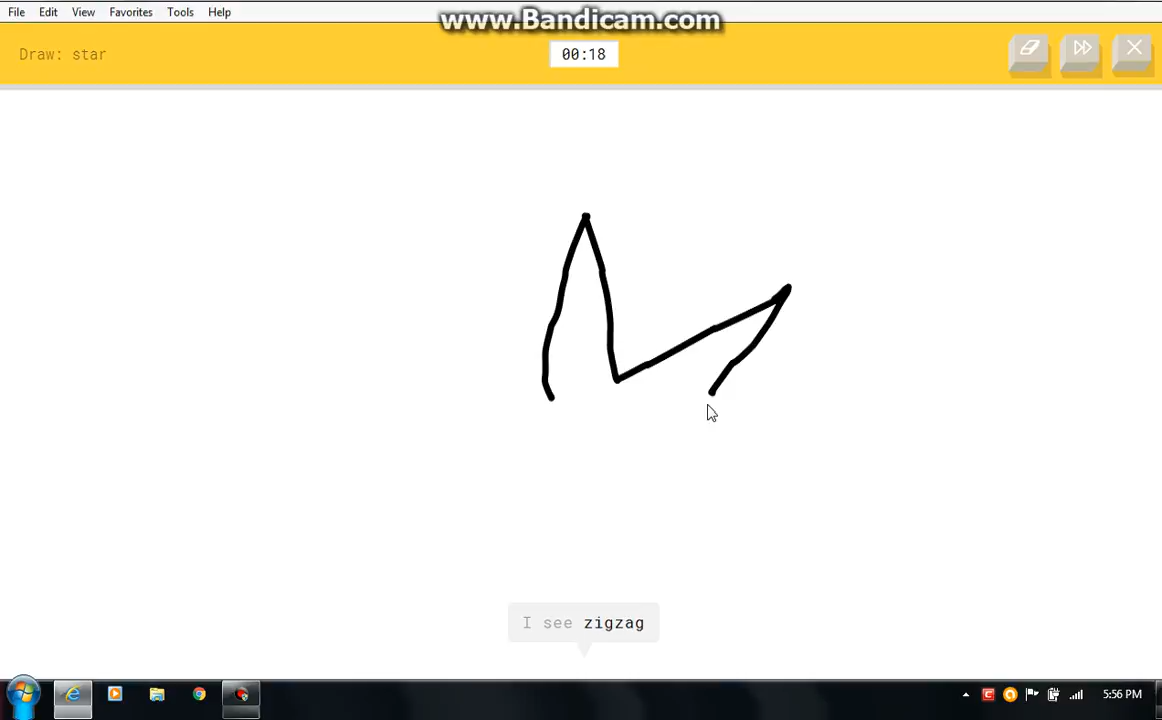 www.Bandicam.com
File Edit View Favorites Tools Help
Draw: star
00:18
I see zigzag
5:56 PM